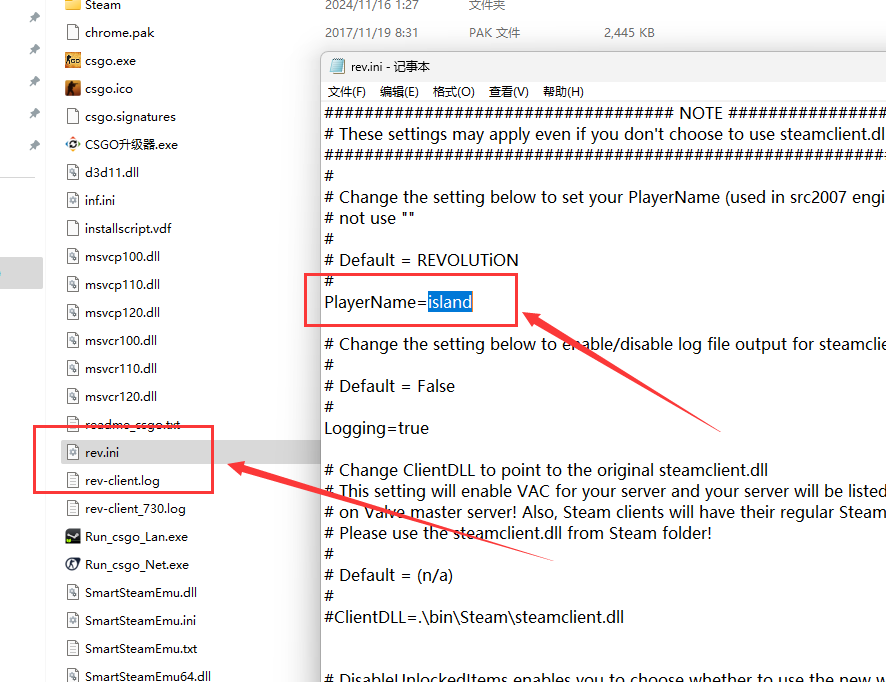 Steam 2024/11/16 1:27 文件夹
chrome.pak 2017/11/19 8:31 PAK 文件 2,445 KB
csgo.exe
csgo.ico
csgo.signatures
CSGO升级器.exe
d3d11.dll
inf.ini
installscript.vdf
msvcp100.dll
msvcp110.dll
msvcp120.dll
msvcr100.dll
msvcr110.dll
msvcr120.dll
readme_csgo.txt
rev.ini
rev-client.log
rev-client_730.log
Run_csgo_Lan.exe
Run_csgo_Net.exe
SmartSteamEmu.dll
SmartSteamEmu.ini
SmartSteamEmu.txt
SmartSteamEmu64.dll
rev.ini - 记事本
文件(F) 编辑(E) 格式(O) 查看(V) 帮助(H)
################################## NOTE ################
# These settings may apply even if you don't choose to use steamclient.dl
########################################################
#
# Change the setting below to set your PlayerName (used in src2007 engi
# not use ""
#
# Default = REVOLUTiON
#
PlayerName=island
# Change the setting below to enable/disable log file output for steamclie
#
# Default = False
#
Logging=true
# Change ClientDLL to point to the original steamclient.dll
# This setting will enable VAC for your server and your server will be listed
# on Valve master server! Also, Steam clients will have their regular Steam
# Please use the steamclient.dll from Steam folder!
#
# Default = (n/a)
#
#ClientDLL=.\bin\Steam\steamclient.dll
# DisableUnlockedItems enables you to choose whether to use the new w